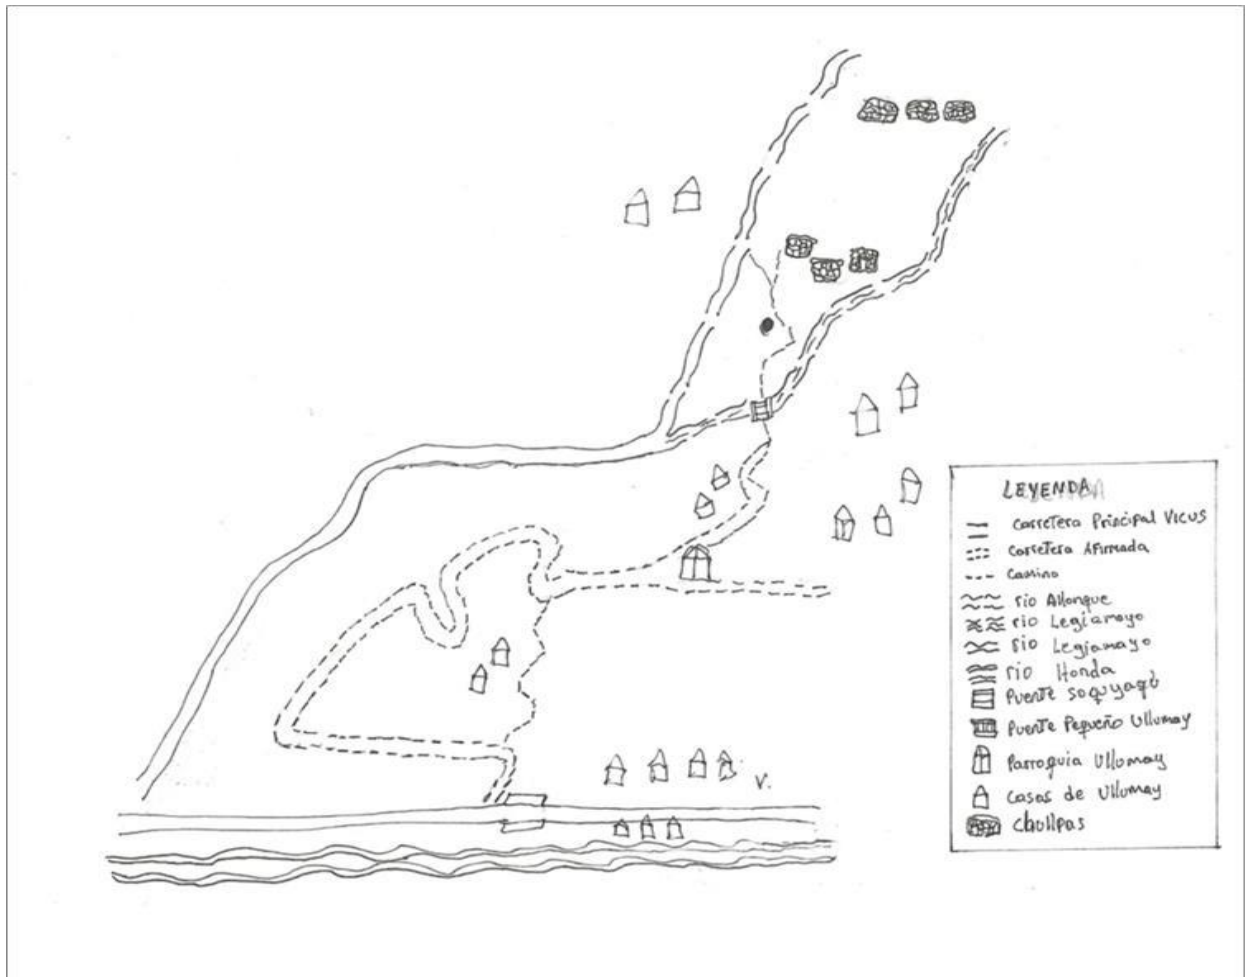 V.
LEYENDA
Carretera Principal VICUS
Carretera Afirmada
Camino
rio Allonque
rio Legiamayo
rio Legiamayo
rio Honda
Puente
Puente Pequeño Ullumay
Parroquia Ullumay
Casas de Ullumay
Chullpas